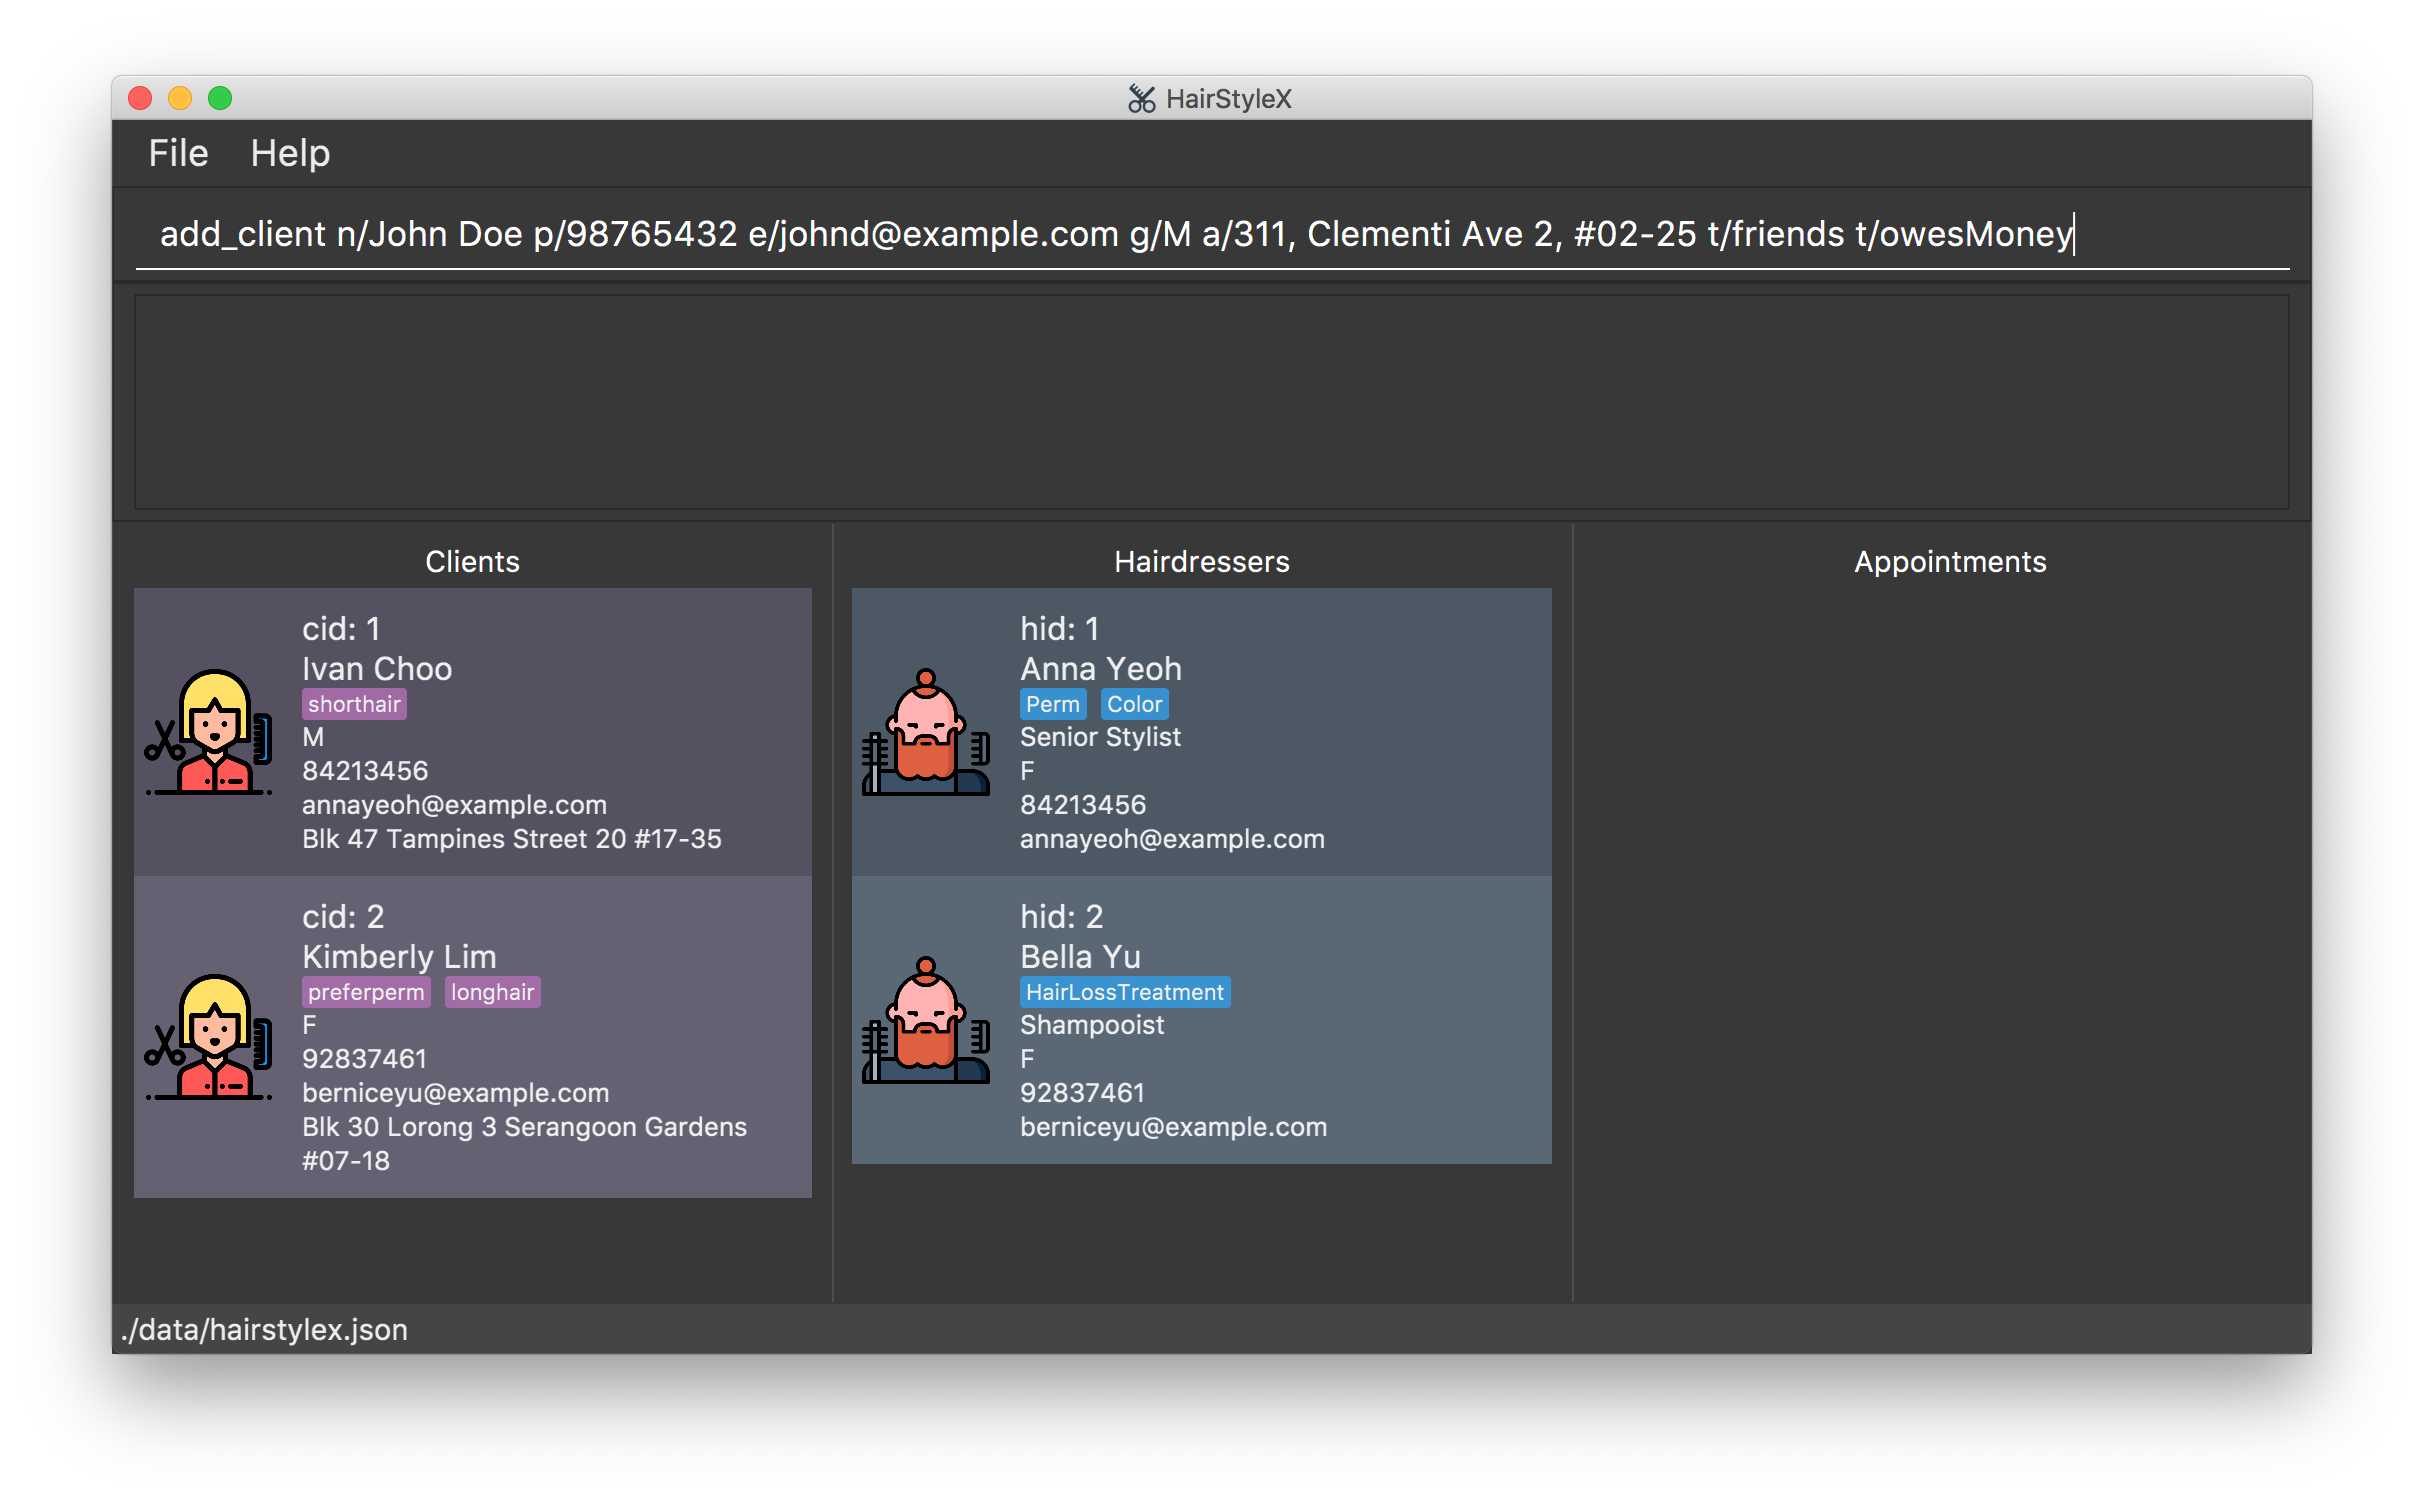 HairStyleX
File Help
add_client n/John Doe p/98765432 e/johnd@example.com g/M a/311, Clementi Ave 2, #02-25 t/friends t/owesMoney
Clients
cid: 1
Ivan Choo
shorthair
M
84213456
annayeoh@example.com
Blk 47 Tampines Street 20 #17-35
cid: 2
Kimberly Lim
preferperm longhair
F
92837461
berniceyu@example.com
Blk 30 Lorong 3 Serangoon Gardens
#07-18
Hairdressers
hid: 1
Anna Yeoh
Perm Color
Senior Stylist
F
84213456
annayeoh@example.com
hid: 2
Bella Yu
HairLossTreatment
Shampooist
F
92837461
berniceyu@example.com
Appointments
./data/hairstylex.json